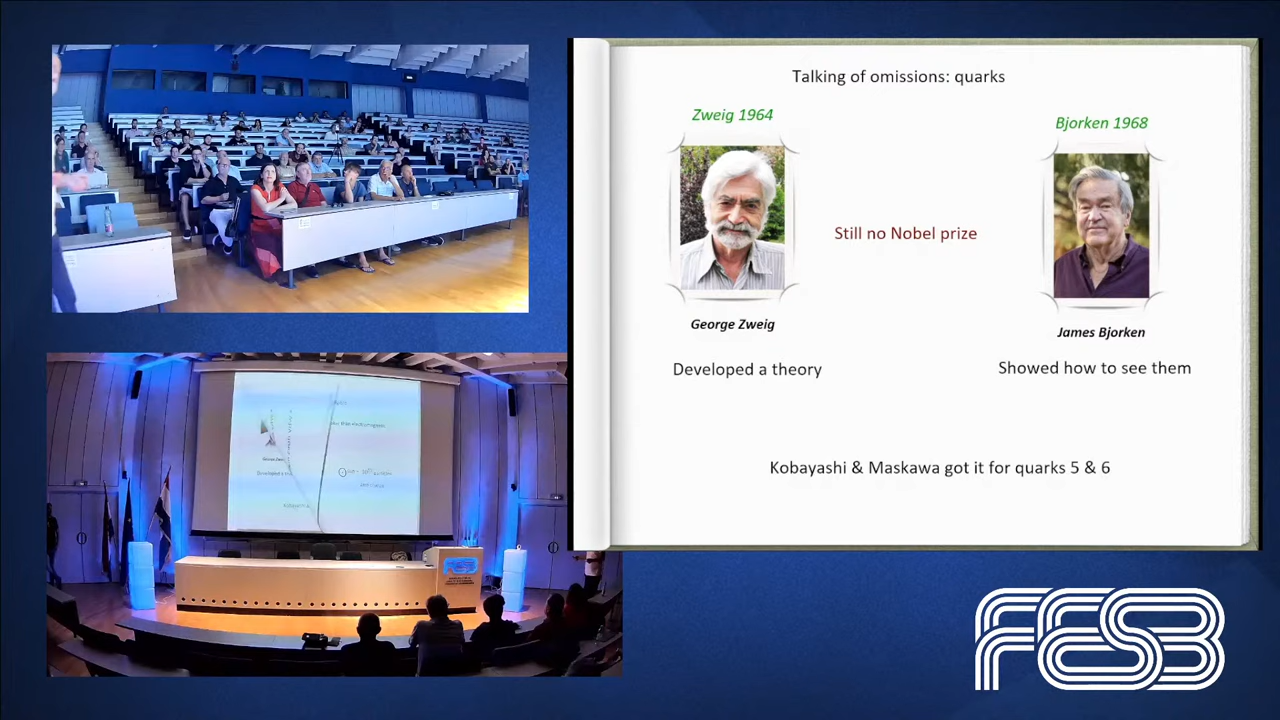 Talking of omissions: quarks
Zweig 1964
Bjorken 1968
Still no Nobel prize
George Zweig
James Bjorken
Developed a theory
Showed how to see them
Kobayashi & Maskawa got it for quarks 5 & 6
FESB